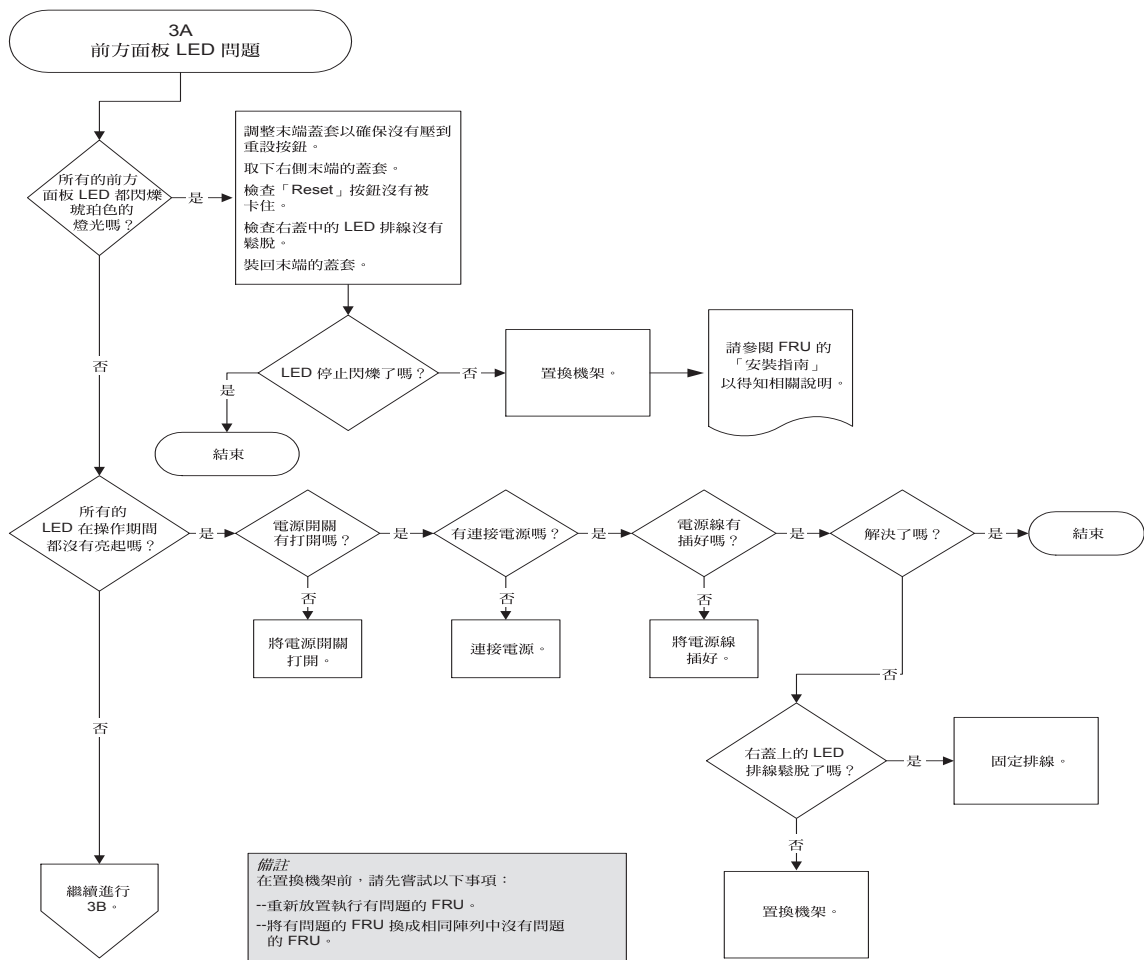 3A
前方面板 LED 問題
所有的前方
面板 LED 都閃爍
琥珀色的
燈光嗎？
是
調整末端蓋套以確保沒有壓到
重設按鈕。
取下右側末端的蓋套。
檢查「Reset」按鈕沒有被
卡住。
檢查右蓋中的 LED 排線沒有
鬆脫。
裝回末端的蓋套。
否
LED 停止閃爍了嗎？
是
結束
否
置換機架。
請參閱 FRU 的
「安裝指南」
以得知相關說明。
所有的
LED 在操作期間
都沒有亮起嗎？
是
電源開關
有打開嗎？
是
有連接電源嗎？
是
電源線有
插好嗎？
是
解決了嗎？
是
結束
否
將電源開關
打開。
否
連接電源。
否
將電源線
插好。
否
否
右蓋上的 LED
排線鬆脫了嗎？
是
固定排線。
否
置換機架。
繼續進行
3B。
備註
在置換機架前，請先嘗試以下事項：
--重新放置執行有問題的 FRU。
--將有問題的 FRU 換成相同陣列中沒有問題
的 FRU。